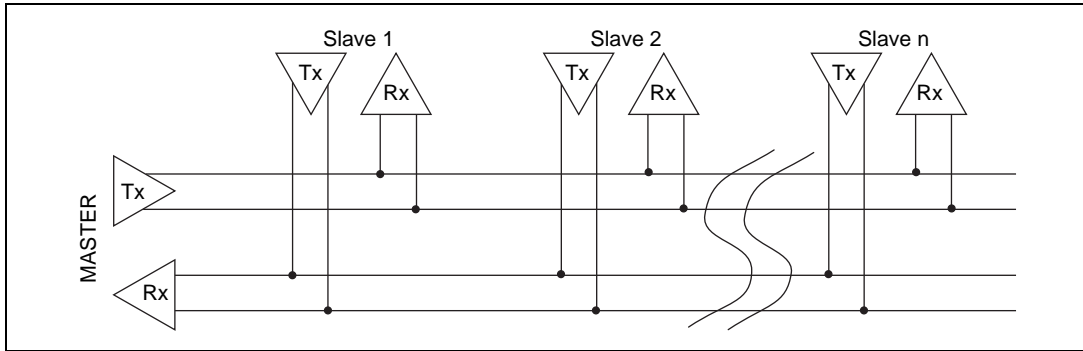 Slave 1
Slave 2
Slave n
Tx
Rx
Tx
Rx
Tx
Rx
MASTER
Tx
Rx